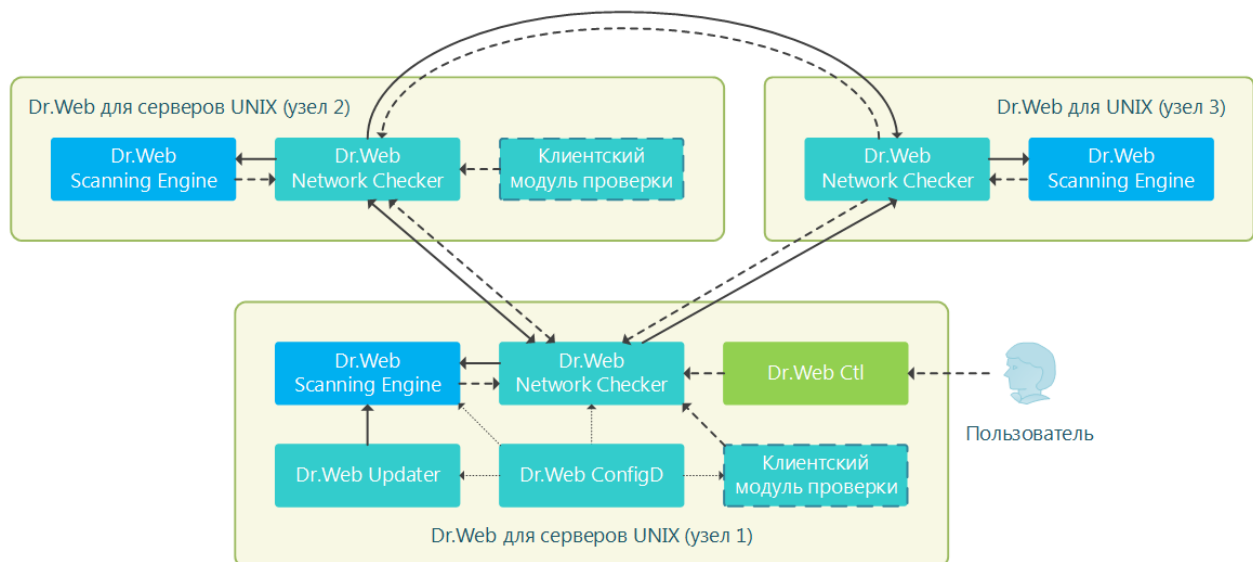 Dr.Web для серверов UNIX (узел 2)
Dr.Web
Scanning Engine
Dr.Web
Network Checker
Клиентский
модуль проверки
Dr.Web для UNIX (узел 3)
Dr.Web
Network Checker
Dr.Web
Scanning Engine
Dr.Web
Scanning Engine
Dr.Web
Network Checker
Dr.Web Ctl
Пользователь
Dr.Web Updater
Dr.Web ConfigD
Клиентский
модуль проверки
Dr.Web для серверов UNIX (узел 1)